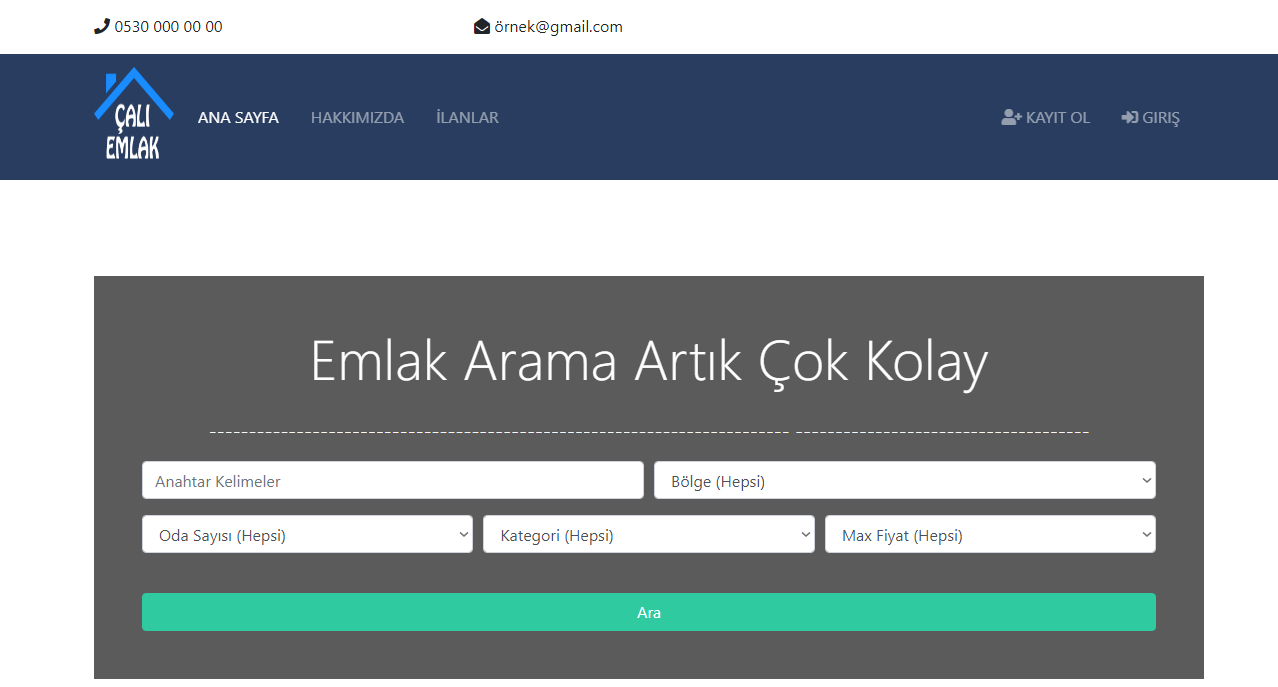 0530 000 00 00 örnek@gmail.com
ÇALI
EMLAK
ANA SAYFA HAKKIMIZDA İLANLAR KAYIT OL GIRIŞ
Emlak Arama Artık Çok Kolay
------------------------------------------------------------------------- -------------------------------------
Anahtar Kelimeler Bölge (Hepsi)
Oda Sayısı (Hepsi) Kategori (Hepsi) Max Fiyat (Hepsi)
Ara